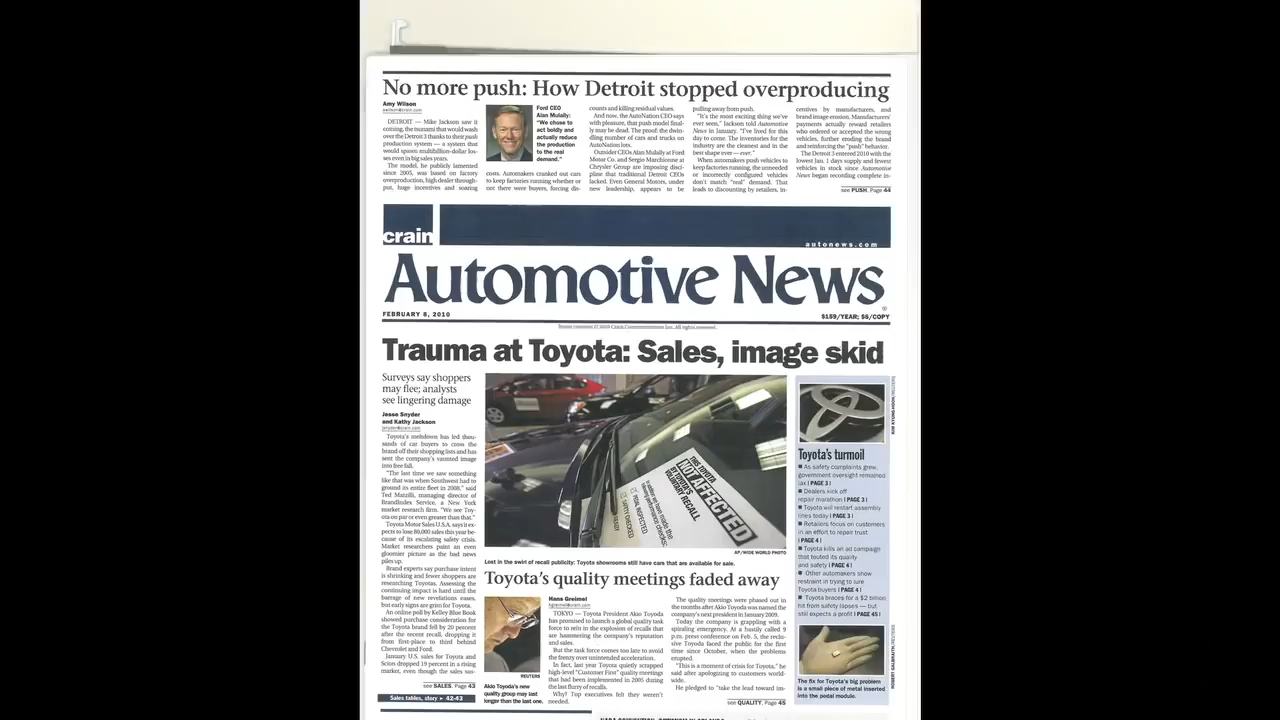 No more push: How Detroit stopped overproducing
Amy Wilson
awilson@crain.com
DETROIT — Mike Jackson saw it
coming, the tsunami that would wash
over the Detroit 3 thanks to their push
production system — a system that
would spawn multibillion-dollar los-
ses even in big sales years.
The model, he publicly lamented
since 2005, was based on factory
overproduction, high dealer through-
put, huge incentives and soaring
Ford CEO
Alan Mulally:
"We chose to
act boldly and
actually reduce
the production
to the real
demand."
costs. Automakers cranked out cars
to keep factories running whether or
not there were buyers, forcing dis-
counts and killing residual values.
And now, the AutoNation CEO says
with pleasure, that push model final-
ly may be dead. The proof: the dwin-
dling number of cars and trucks on
AutoNation lots.
Outsider CEOs Alan Mulally at Ford
Motor Co. and Sergio Marchionne at
Chrysler Group are imposing disci-
pline that traditional Detroit CEOs
lacked. Even General Motors, under
new leadership, appears to be
pulling away from push.
"It's the most exciting thing we've
ever seen," Jackson told Automotive
News in January. "I've lived for this
day to come. The inventories for the
industry are the cleanest and in the
best shape ever — ever."
When automakers push vehicles to
keep factories running, the unneeded
or incorrectly configured vehicles
don't match "real" demand. That
leads to discounting by retailers, in-
centives by manufacturers, and
brand image erosion. Manufacturers'
payments actually reward retailers
who ordered or accepted the wrong
vehicles, further eroding the brand
and reinforcing the "push" behavior.
The Detroit 3 entered 2010 with the
lowest Jan. 1 days supply and fewest
vehicles in stock since Automotive
News began recording complete in-
see PUSH, Page 44
crain
autonews.com
Automotive News
®
FEBRUARY 8, 2010
$159/YEAR; $6/COPY
Trauma at Toyota: Sales, image skid
Surveys say shoppers
may flee; analysts
see lingering damage
Jesse Snyder
and Kathy Jackson
jsnyder@crain.com
Toyota's meltdown has led thou-
sands of car buyers to cross the
brand off their shopping lists and has
sent the company's vaunted image
into free fall.
"The last time we saw something
like that was when Southwest had to
ground its entire fleet in 2008," said
Ted Marzilli, managing director of
BrandIndex Service, a New York
market research firm. "We see Toy-
ota on par or even greater than that."
Toyota Motor Sales U.S.A. says it ex-
pects to lose 80,000 sales this year be-
cause of its escalating safety crisis.
Market researchers paint an even
gloomier picture as the bad news
piles up.
Brand experts say purchase intent
is shrinking and fewer shoppers are
researching Toyotas. Assessing the
continuing impact is hard until the
barrage of new revelations eases,
but early signs are grim for Toyota.
An online poll by Kelley Blue Book
showed purchase consideration for
the Toyota brand fell by 20 percent
after the recent recall, dropping it
from first-place to third behind
Chevrolet and Ford.
January U.S. sales for Toyota and
Scion dropped 19 percent in a rising
market, even though the sales sus-
see SALES, Page 43
Sales tables, story ▸ 42-43
THIS TOYOTA
NOT AFFECTED
BY TOYOTA'S
VOLUNTARY RECALL
AP/WIDE WORLD PHOTO
Lost in the swirl of recall publicity: Toyota showrooms still have cars that are available for sale.
Toyota's quality meetings faded away
REUTERS
Akio Toyoda's new
quality group may last
longer than the last one.
Hans Greimel
hgreimel@crain.com
TOKYO — Toyota President Akio Toyoda
has promised to launch a global quality task
force to rein in the explosion of recalls that
are hammering the company's reputation
and sales.
But the task force comes too late to avoid
the frenzy over unintended acceleration.
In fact, last year Toyota quietly scrapped
high-level "Customer First" quality meetings
that had been implemented in 2005 during
the last flurry of recalls.
Why? Top executives felt they weren't
needed.
The quality meetings were phased out in
the months after Akio Toyoda was named the
company's next president in January 2009.
Today the company is grappling with a
spiraling emergency. At a hastily called 9
p.m. press conference on Feb. 5, the reclu-
sive Toyoda faced the public for the first
time since October, when the problems
erupted.
"This is a moment of crisis for Toyota," he
said after apologizing to customers world-
wide.
He pledged to "take the lead toward im-
see QUALITY, Page 45
KIM KYUNG-HOON/REUTERS
Toyota's turmoil
■ As safety complaints grew,
government oversight remained
lax | PAGE 3 |
■ Dealers kick off
repair marathon | PAGE 3 |
■ Toyota will restart assembly
lines today | PAGE 3 |
■ Retailers focus on customers
in an effort to repair trust
| PAGE 4 |
■ Toyota kills an ad campaign
that touted its quality
and safety | PAGE 4 |
■ Other automakers show
restraint in trying to lure
Toyota buyers | PAGE 4 |
■ Toyota braces for a $2 billion
hit from safety lapses — but
still expects a profit | PAGE 45 |
ROBERT GALBRAITH/REUTERS
The fix for Toyota's big problem
is a small piece of metal inserted
into the pedal module.